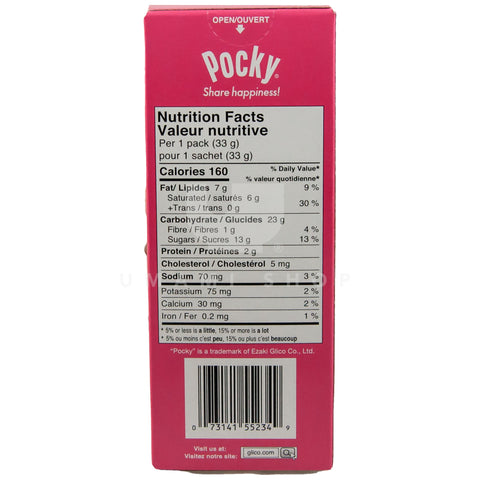 OPEN/OUVERT
Pocky®
Share happiness!
Nutrition Facts
Valeur nutritive
Per 1 pack (33 g)
pour 1 sachet (33 g)
Calories 160
% Daily Value*
% valeur quotidienne*
Fat / Lipides 7 g 9 %
Saturated / saturés 6 g
+Trans / trans 0 g 30 %
Carbohydrate / Glucides 23 g
Fibre / Fibres 1 g 4 %
Sugars / Sucres 13 g 13 %
Protein / Protéines 2 g
Cholesterol / Cholestérol 5 mg
Sodium 70 mg 3 %
Potassium 75 mg 2 %
Calcium 30 mg 2 %
Iron / Fer 0.2 mg 1 %
* 5% or less is a little, 15% or more is a lot
* 5% ou moins c'est peu, 15% ou plus c'est beaucoup
UWAMI SHOP
"Pocky" is a trademark of Ezaki Glico Co., Ltd.
0 73141 55234 9
Visit us at:
Visitez notre site:
glico.com